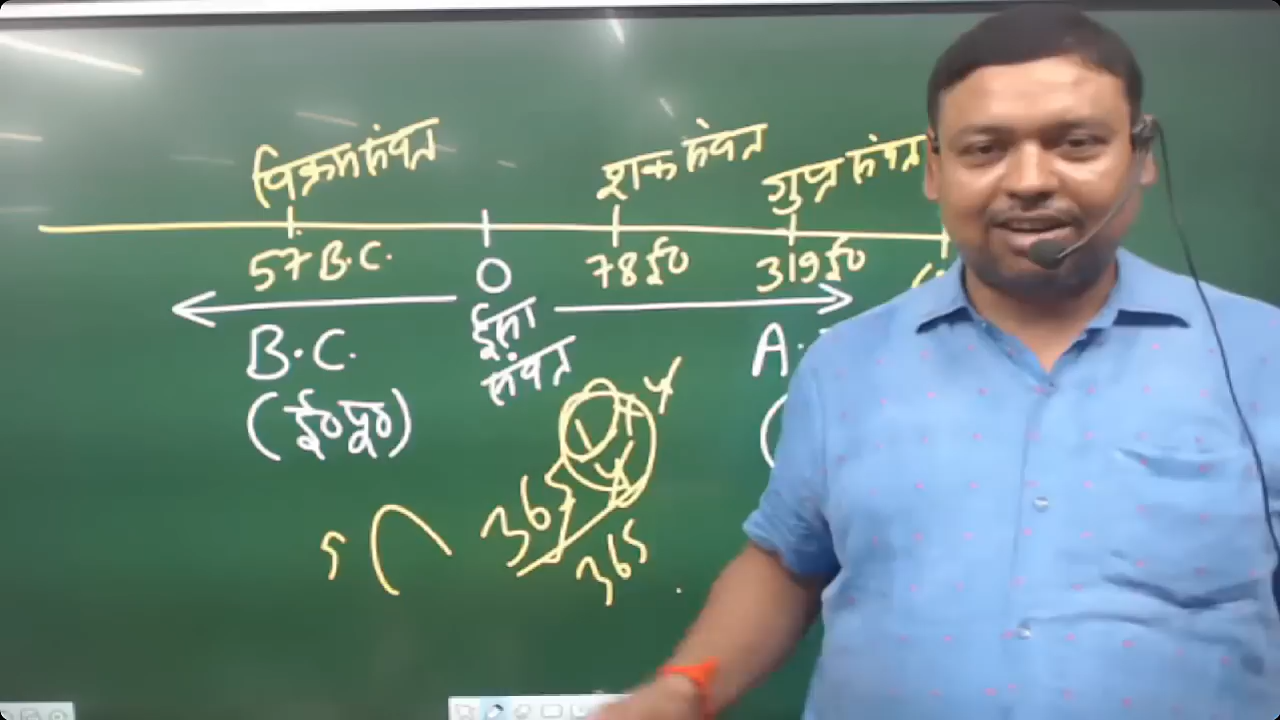 विक्रम संवत
शक संवत
गुप्त संवत
57 B.C.
0
78 ई०
319 ई०
ईसा
संवत
B.C.
A.
(ई०पू०)
365
365